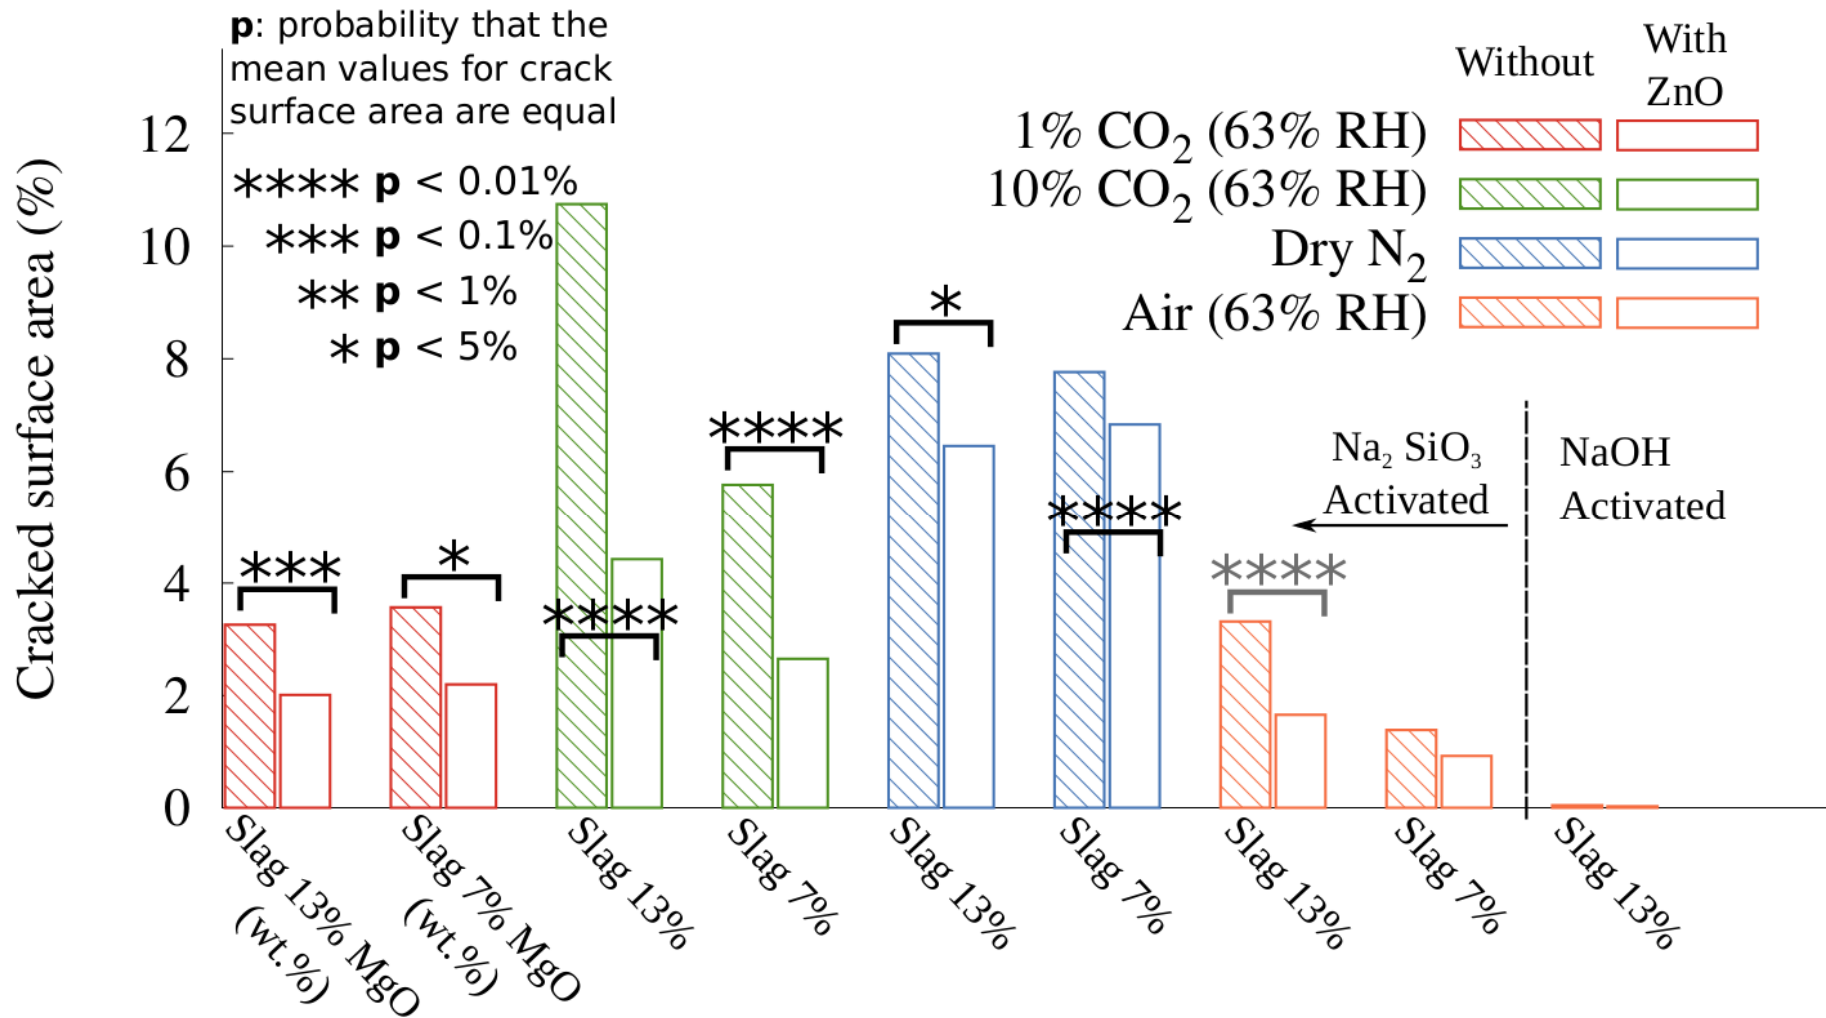 p: probability that the
mean values for crack
surface area are equal
**** p < 0.01%
*** p < 0.1%
** p < 1%
* p < 5%
Without
With
ZnO
1% CO₂ (63% RH)
10% CO₂ (63% RH)
Dry N₂
Air (63% RH)
Cracked surface area (%)
12
10
8
6
4
2
0
***
*
****
****
*
****
****
Na₂ SiO₃
Activated
NaOH
Activated
Slag 13% MgO
(wt.%)
Slag 7% MgO
(wt.%)
Slag 13%
Slag 7%
Slag 13%
Slag 7%
Slag 13%
Slag 7%
Slag 13%